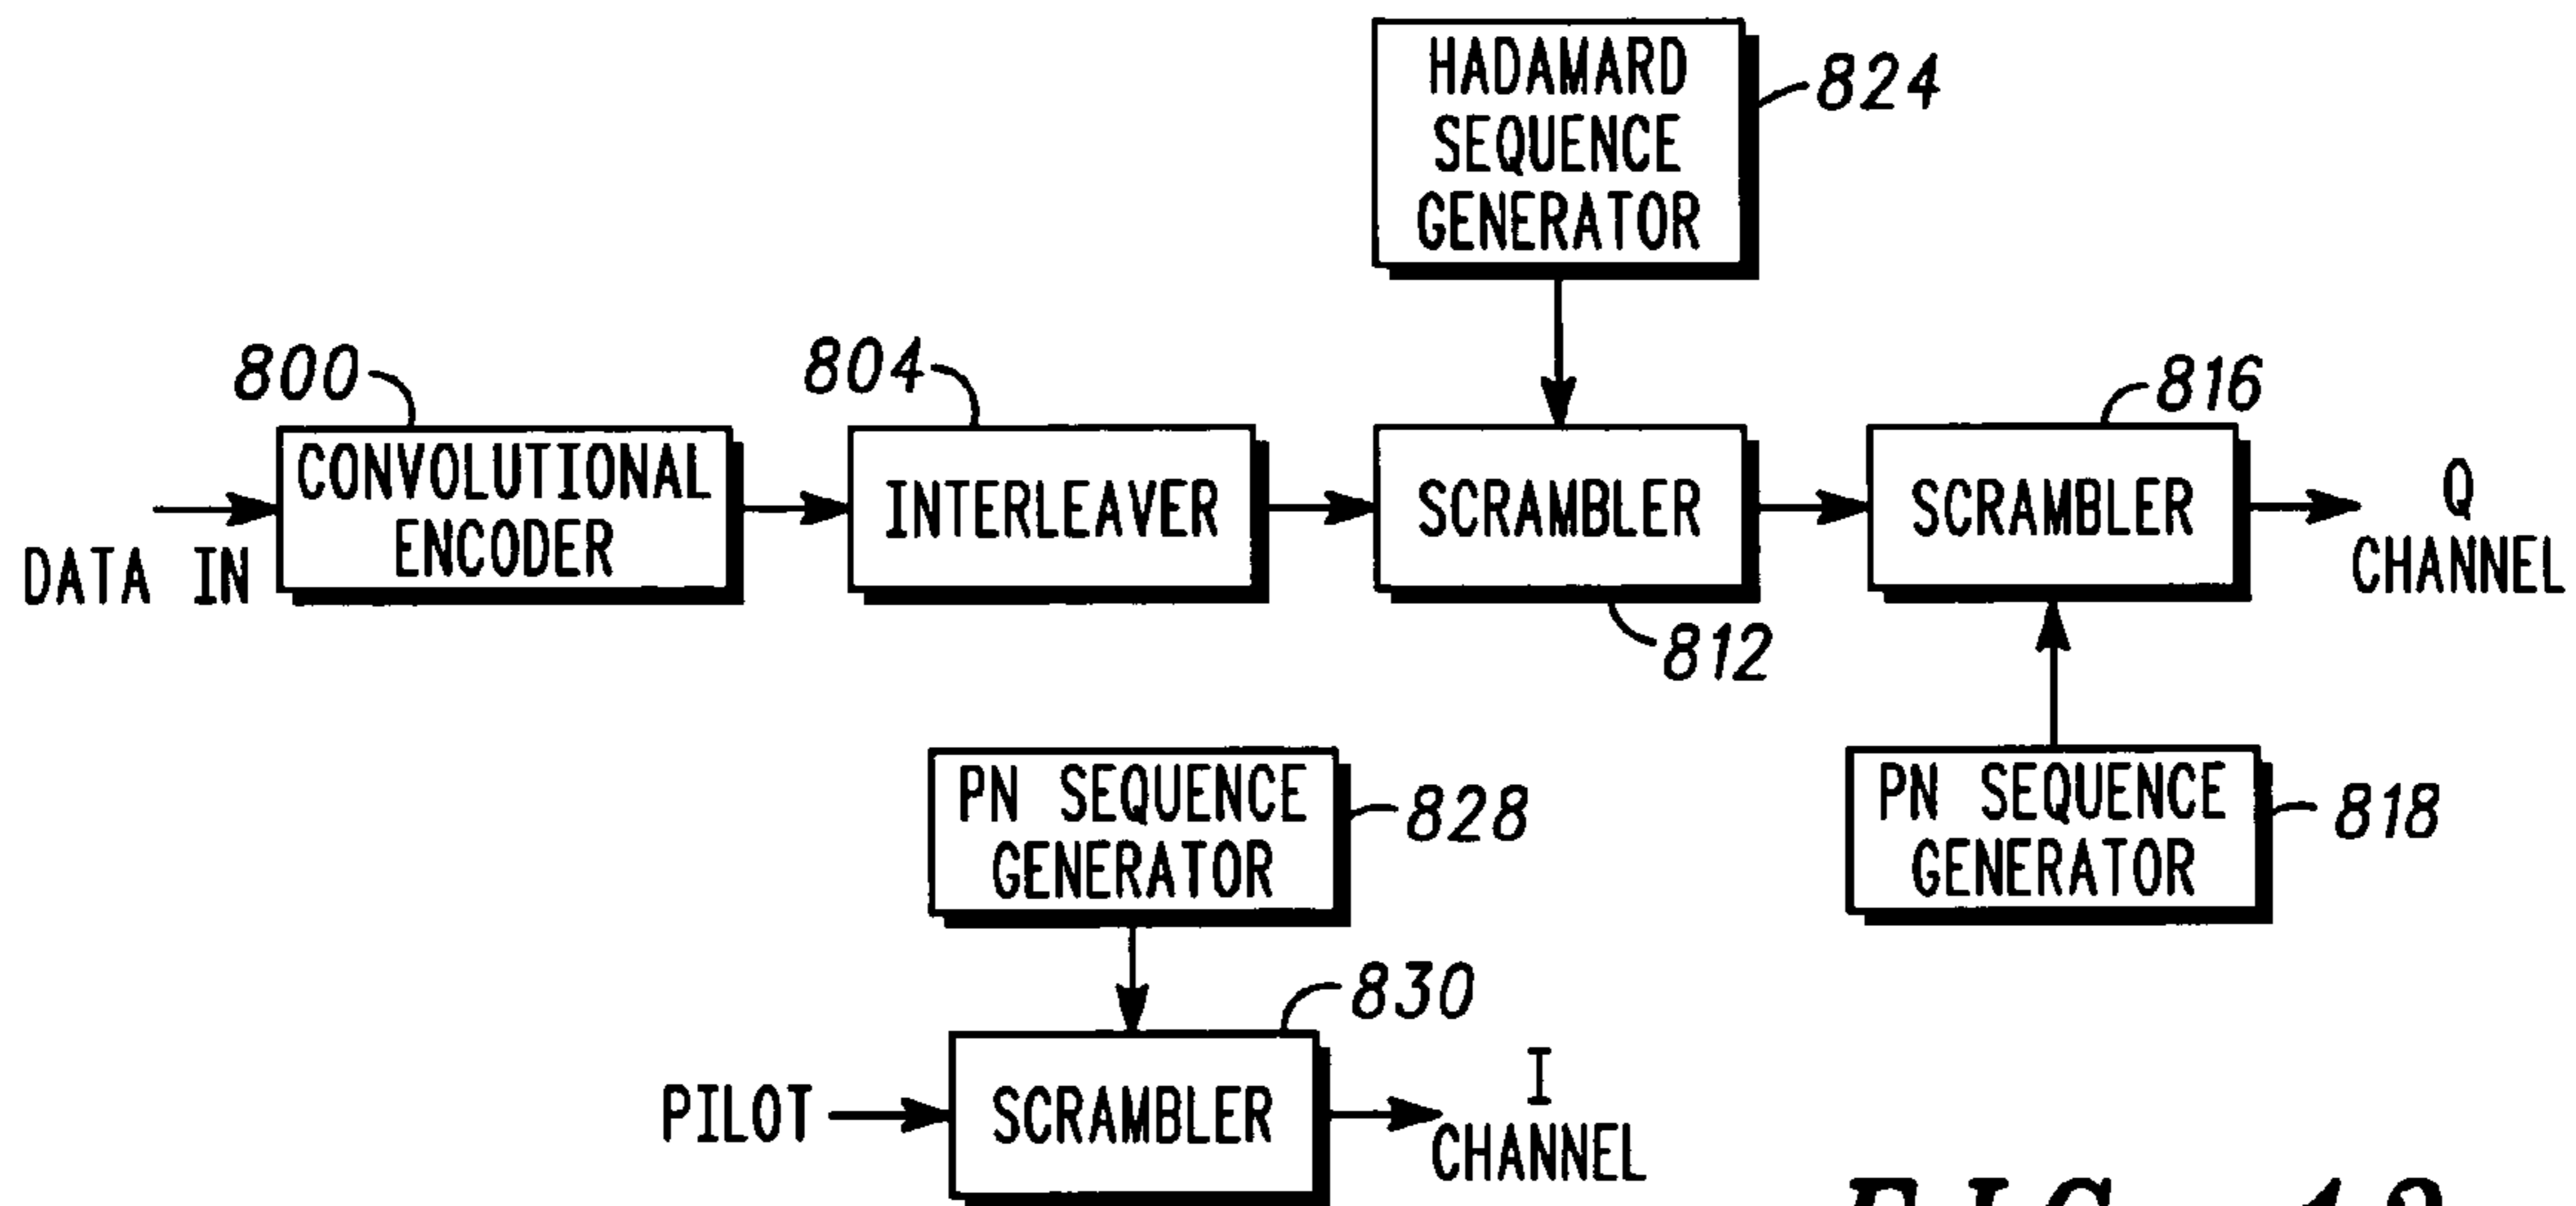 HADAMARD
SEQUENCE
GENERATOR
824
800
804
816
CONVOLUTIONAL
ENCODER
INTERLEAVER
SCRAMBLER
SCRAMBLER
Q
CHANNEL
DATA IN
812
PN SEQUENCE
GENERATOR
828
PN SEQUENCE
GENERATOR
818
830
PILOT
SCRAMBLER
I
CHANNEL